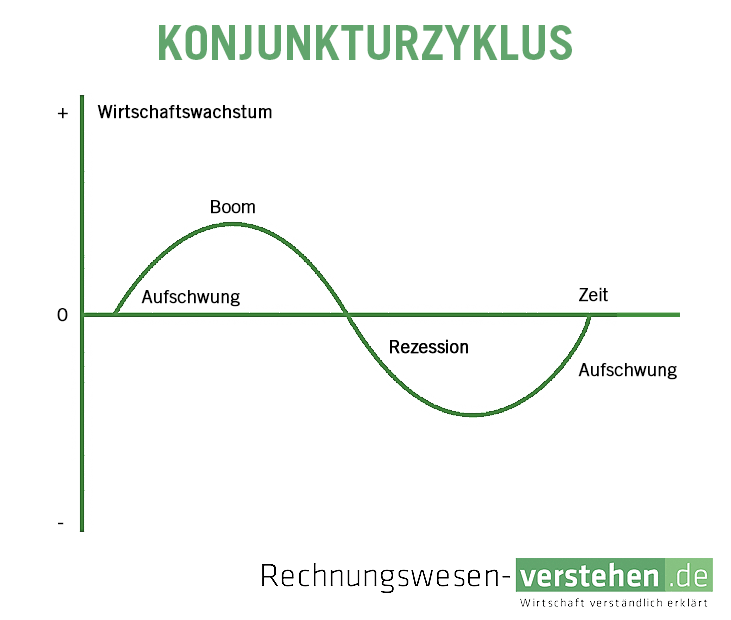 KONJUNKTURZYKLUS
+ Wirtschaftswachstum
Boom
Aufschwung
Zeit
0
Rezession
Aufschwung
-
Rechnungswesen-verstehen.de
Wirtschaft verständlich erklärt